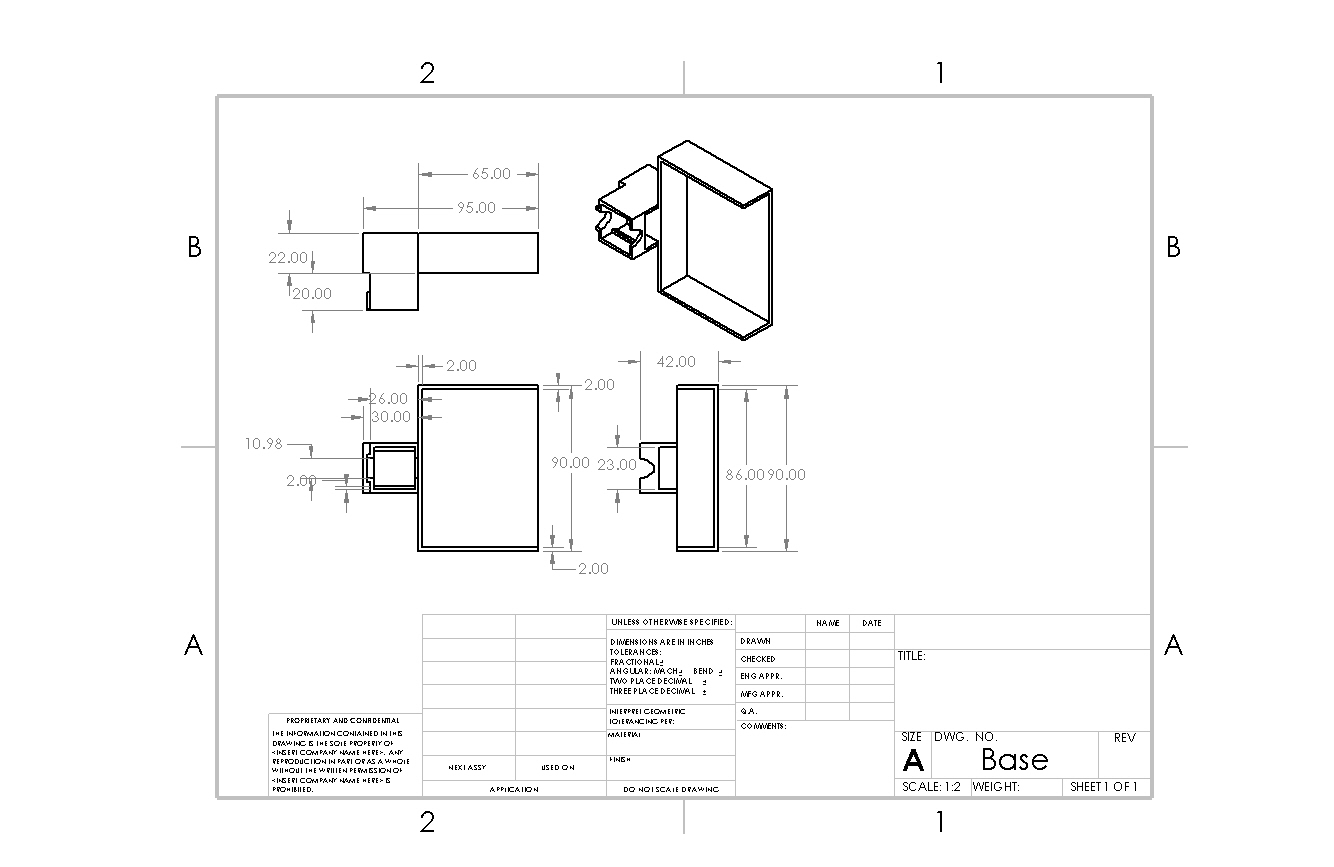 2 1
B B
65.00
95.00
22.00
20.00
42.00
2.00
2.00
26.00
30.00
10.98
90.00
23.00
86.00
90.00
2.00
2.00
A A
UNLESS OTHERWISE SPECIFIED:
DIMENSIONS ARE IN INCHES
TOLERANCES:
FRACTIONAL±
ANGULAR: MACH± BEND ±
TWO PLACE DECIMAL ±
THREE PLACE DECIMAL ±
INTERPRET GEOMETRIC
TOLERANCING PER:
MATERIAL
FINISH
DO NOT SCALE DRAWING
NAME DATE
DRAWN
CHECKED
ENG APPR.
MFG APPR.
Q.A.
COMMENTS:
TITLE:
SIZE DWG. NO. REV
A Base
SCALE: 1:2 WEIGHT: SHEET 1 OF 1
PROPRIETARY AND CONFIDENTIAL
THE INFORMATION CONTAINED IN THIS
DRAWING IS THE SOLE PROPERTY OF
<INSERT COMPANY NAME HERE>. ANY
REPRODUCTION IN PART OR AS A WHOLE
WITHOUT THE WRITTEN PERMISSION OF
<INSERT COMPANY NAME HERE> IS
PROHIBITED.
NEXT ASSY USED ON
APPLICATION
2 1